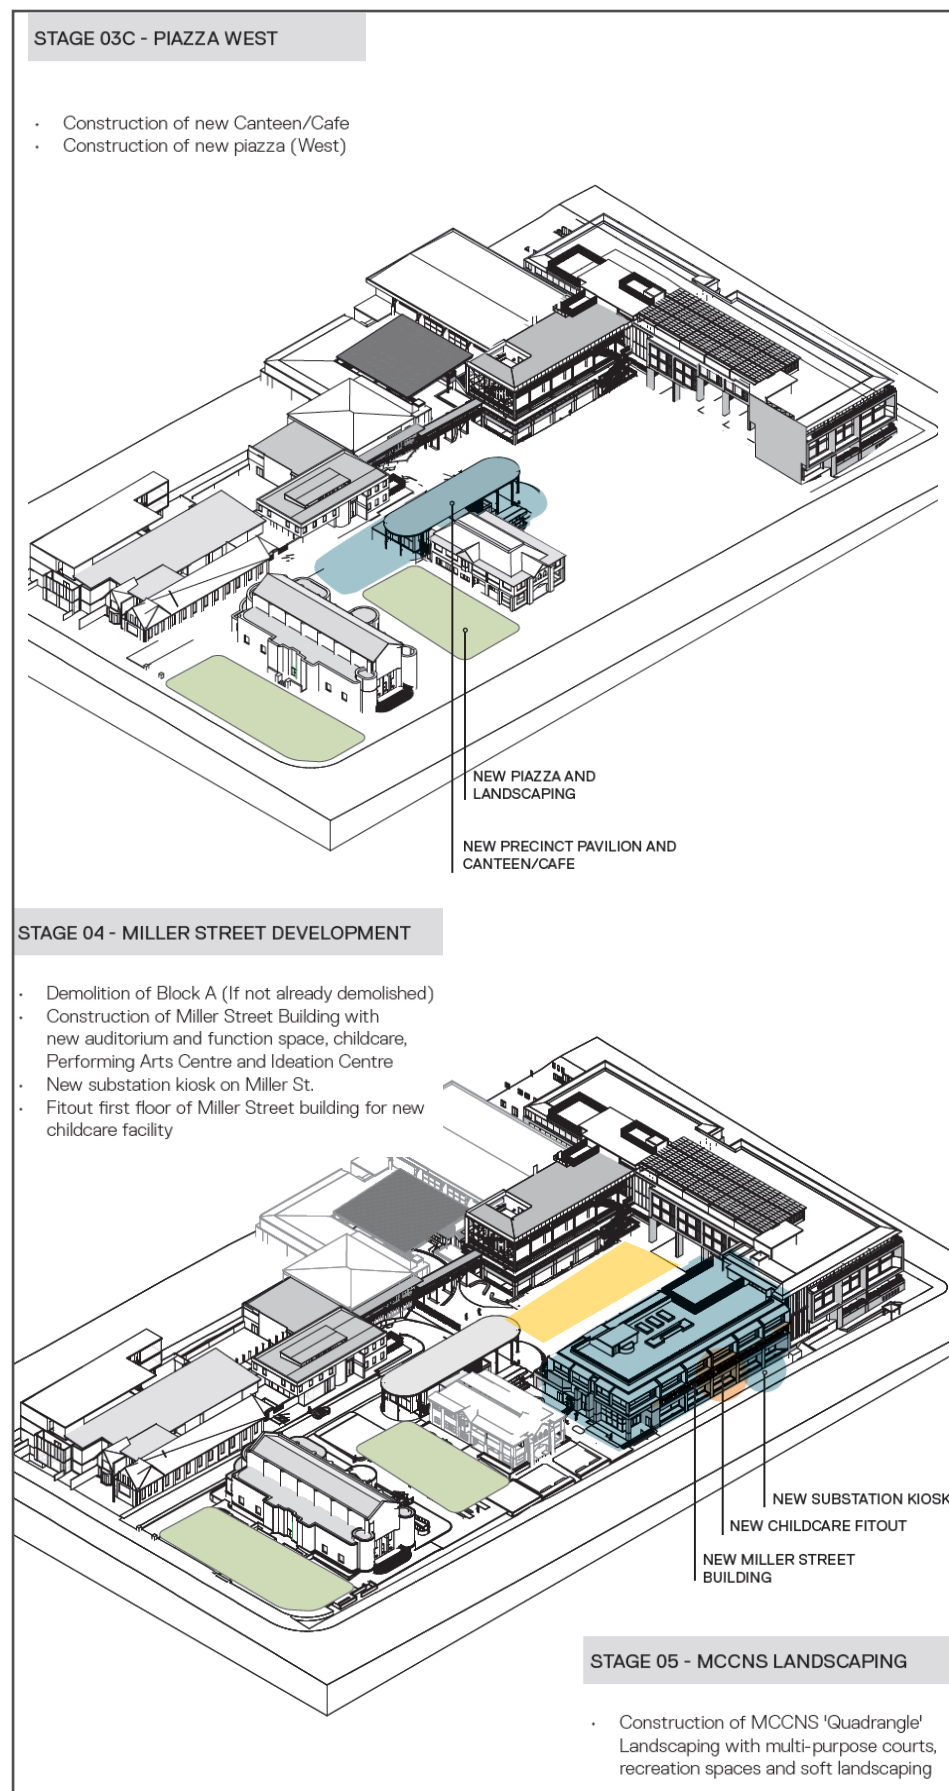 STAGE 03C - PIAZZA WEST
· Construction of new Canteen/Cafe
· Construction of new piazza (West)
NEW PIAZZA AND
LANDSCAPING
NEW PRECINCT PAVILION AND
CANTEEN/CAFE
STAGE 04 - MILLER STREET DEVELOPMENT
· Demolition of Block A (If not already demolished)
· Construction of Miller Street Building with
new auditorium and function space, childcare,
Performing Arts Centre and Ideation Centre
· New substation kiosk on Miller St.
· Fitout first floor of Miller Street building for new
childcare facility
NEW SUBSTATION KIOSK
NEW CHILDCARE FITOUT
NEW MILLER STREET
BUILDING
STAGE 05 - MCCNS LANDSCAPING
· Construction of MCCNS 'Quadrangle'
Landscaping with multi-purpose courts,
recreation spaces and soft landscaping